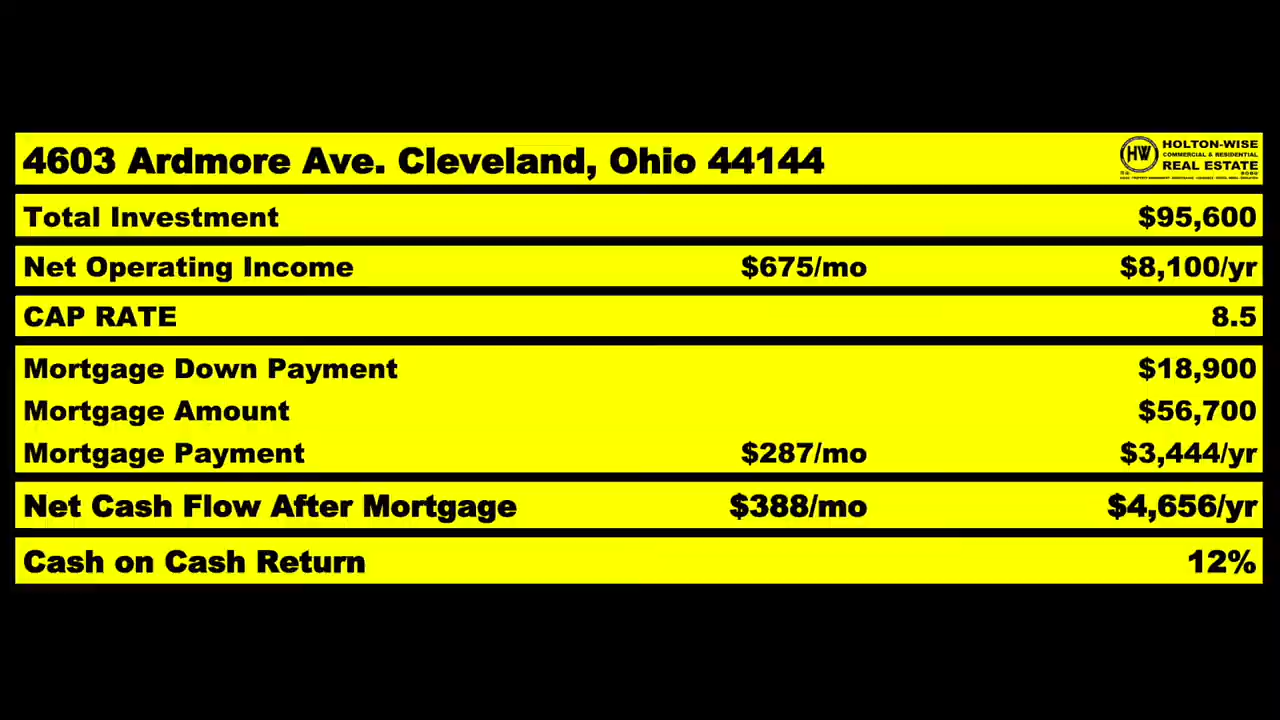 4603 Ardmore Ave. Cleveland, Ohio 44144
HW
HOLTON-WISE
COMMERCIAL & RESIDENTIAL
REAL ESTATE
Total Investment $95,600
Net Operating Income $675/mo $8,100/yr
CAP RATE 8.5
Mortgage Down Payment $18,900
Mortgage Amount $56,700
Mortgage Payment $287/mo $3,444/yr
Net Cash Flow After Mortgage $388/mo $4,656/yr
Cash on Cash Return 12%